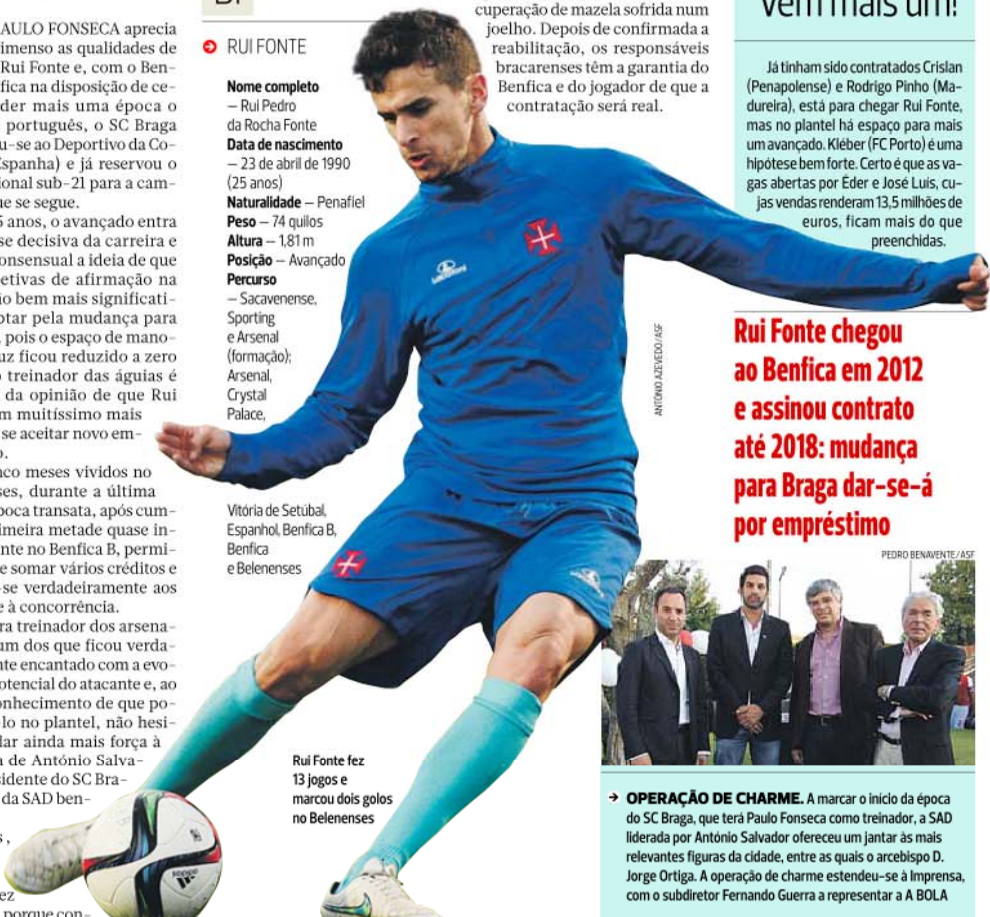 AULO FONSECA aprecia
imenso as qualidades de
Rui Fonte e, com o Ben-
fica na disposição de ce-
der mais uma época o
português, o SC Braga
u-se ao Deportivo da Co-
Espanha) e já reservou o
ional sub-21 para a cam-
ue se segue.
5 anos, o avançado entra
se decisiva da carreira e
onsensual a ideia de que
etivas de afirmação na
io bem mais significati-
ptar pela mudança para
, pois o espaço de mano-
uz ficou reduzido a zero
o treinador das águias é
da opinião de que Rui
m muitíssimo mais
se aceitar novo em-
o.
nco meses vividos no
ses, durante a última
poca transata, após cum-
rimeira metade quase in-
nte no Benfica B, permi-
e somar vários créditos e
-se verdadeiramente aos
e à concorrência.
ra treinador dos arsena-
um dos que ficou verda-
nte encantado com a evo-
otencial do atacante e, ao
onhecimento de que po-
-lo no plantel, não hesi-
dar ainda mais força à
a de António Salva-
sidente do SC Bra-
da SAD ben-
s,
ez
porque con-
BI
RUI FONTE
Nome completo
— Rui Pedro
da Rocha Fonte
Data de nascimento
— 23 de abril de 1990
(25 anos)
Naturalidade — Penafiel
Peso — 74 quilos
Altura — 1,81 m
Posição — Avançado
Percurso
— Sacavenense,
Sporting
e Arsenal
(formação);
Arsenal,
Crystal
Palace,
Vitória de Setúbal,
Espanhol, Benfica B,
Benfica
e Belenenses
Rui Fonte fez
13 jogos e
marcou dois golos
no Belenenses
cuperação de mazela sofrida num
joelho. Depois de confirmada a
reabilitação, os responsáveis
bracarenses têm a garantia do
Benfica e do jogador de que a
contratação será real.
lacatoni
adidas
ANTÓNIO AZEVEDO/ASF
vem mais um!
Já tinham sido contratados Crislan
(Penapolense) e Rodrigo Pinho (Ma-
dureira), está para chegar Rui Fonte,
mas no plantel há espaço para mais
um avançado. Kléber (FC Porto) é uma
hipótese bem forte. Certo é que as va-
gas abertas por Éder e José Luís, cu-
jas vendas renderam 13,5 milhões de
euros, ficam mais do que
preenchidas.
Rui Fonte chegou
ao Benfica em 2012
e assinou contrato
até 2018: mudança
para Braga dar-se-á
por empréstimo
PEDRO BENAVENTE/ASF
OPERAÇÃO DE CHARME. A marcar o início da época
do SC Braga, que terá Paulo Fonseca como treinador, a SAD
liderada por António Salvador ofereceu um jantar às mais
relevantes figuras da cidade, entre as quais o arcebispo D.
Jorge Ortiga. A operação de charme estendeu-se à Imprensa,
com o subdiretor Fernando Guerra a representar a A BOLA